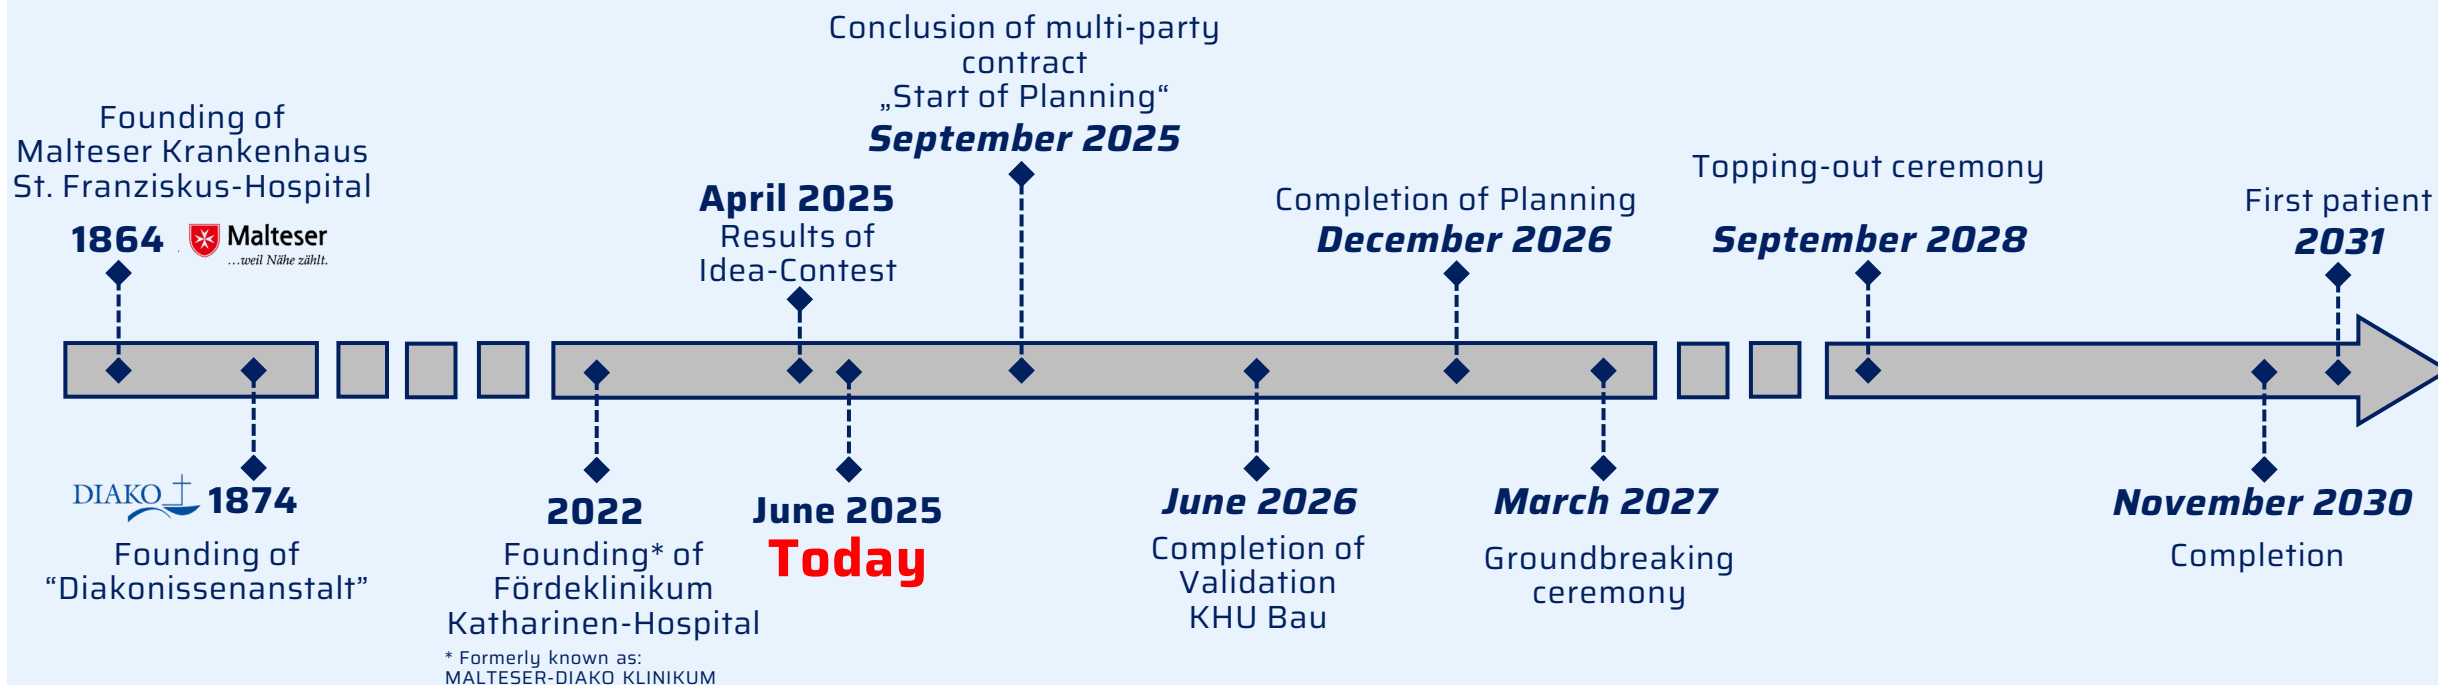 Founding of
Malteser Krankenhaus
St. Franziskus-Hospital
1864
Malteser
...weil Nähe zählt.
DIAKO
1874
Founding of
“Diakonissenanstalt”
2022
Founding* of
Fördeklinikum
Katharinen-Hospital
* Formerly known as:
MALTESER-DIAKO KLINIKUM
April 2025
Results of
Idea-Contest
June 2025
Today
Conclusion of multi-party
contract
„Start of Planning“
September 2025
June 2026
Completion of
Validation
KHU Bau
Completion of Planning
December 2026
March 2027
Groundbreaking
ceremony
Topping-out ceremony
September 2028
November 2030
Completion
First patient
2031